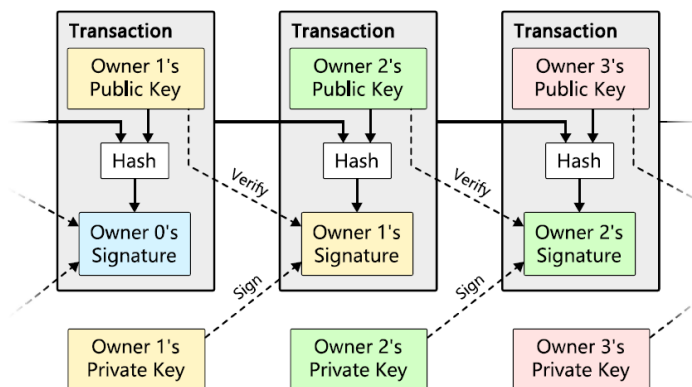 Transaction
Owner 1's
Public Key
Hash
Owner 0's
Signature
Transaction
Owner 2's
Public Key
Hash
Verify
Owner 1's
Signature
Sign
Transaction
Owner 3's
Public Key
Hash
Verify
Owner 2's
Signature
Sign
Owner 1's
Private Key
Owner 2's
Private Key
Owner 3's
Private Key